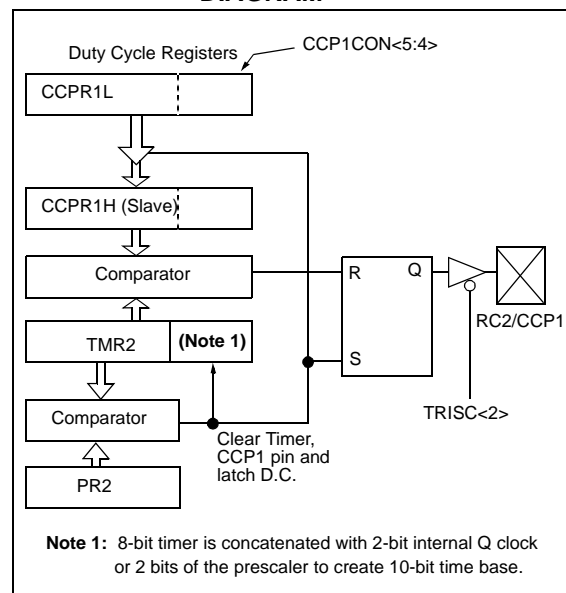 DIAGRAM
Duty Cycle Registers
CCP1CON<5:4>
CCPR1L
CCPR1H (Slave)
Comparator
R
Q
RC2/CCP1
TMR2
(Note 1)
S
TRISC<2>
Comparator
Clear Timer,
CCP1 pin and
latch D.C.
PR2
Note 1: 8-bit timer is concatenated with 2-bit internal Q clock
or 2 bits of the prescaler to create 10-bit time base.